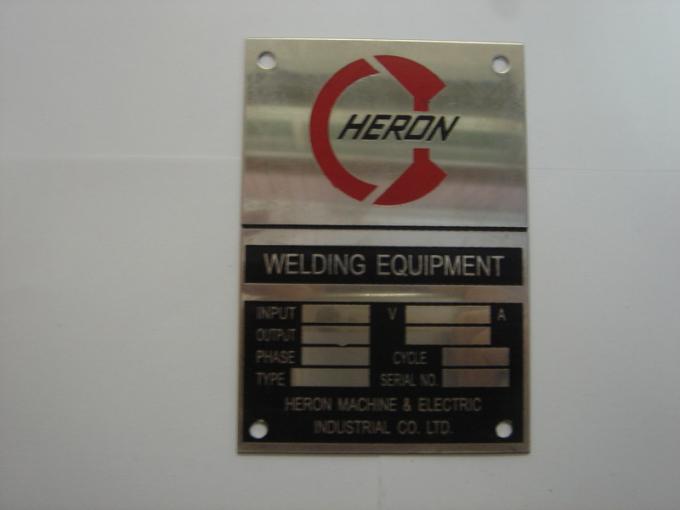 HERON
WELDING EQUIPMENT
INPUT V A
OUTPUT
PHASE CYCLE
TYPE SERIAL NO.
HERON MACHINE & ELECTRIC
INDUSTRIAL CO. LTD.